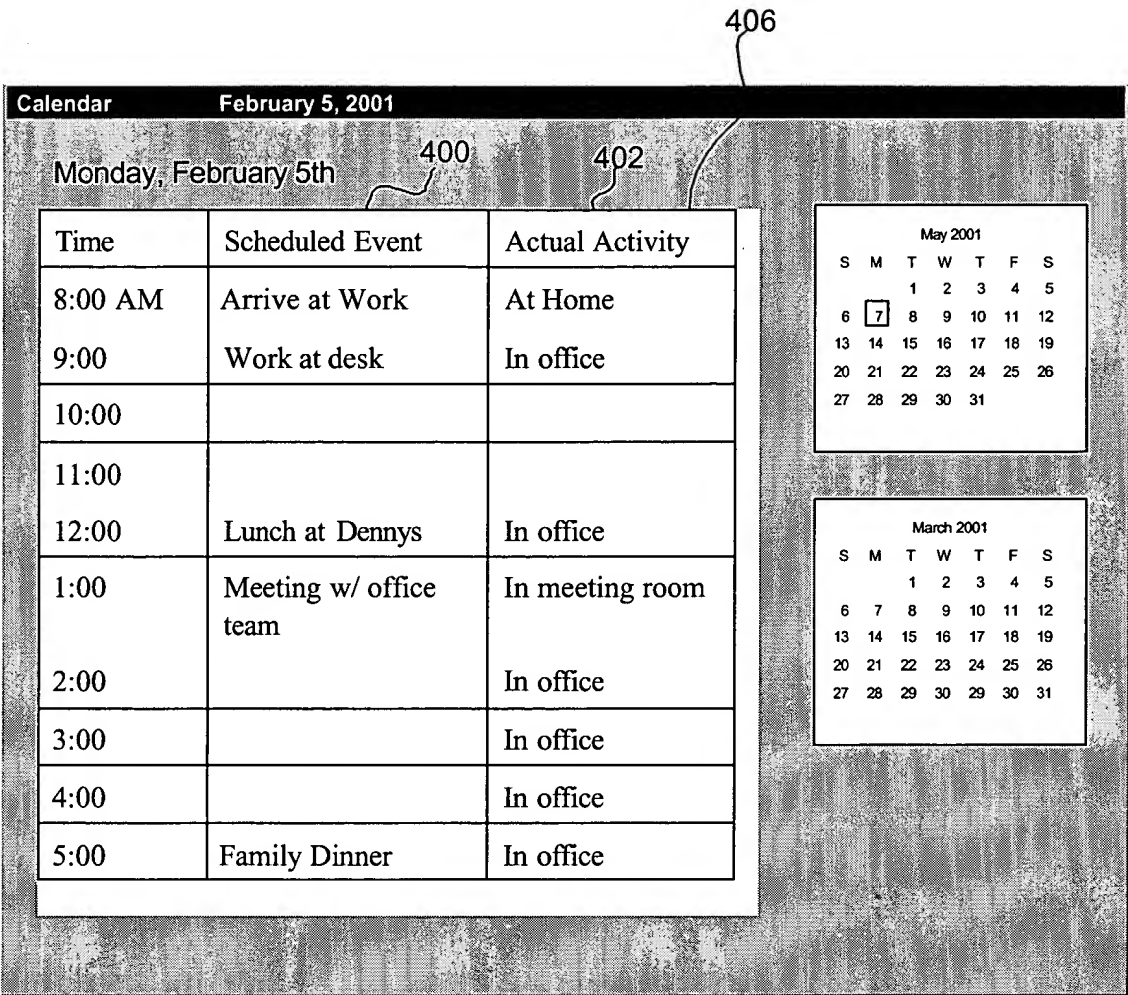 406
Calendar February 5, 2001
Monday, February 5th
400
402
Time Scheduled Event Actual Activity
8:00 AM Arrive at Work At Home
9:00 Work at desk In office
10:00
11:00
12:00 Lunch at Dennys In office
1:00 Meeting w/ office In meeting room
team
2:00 In office
3:00 In office
4:00 In office
5:00 Family Dinner In office
May 2001
S M T W T F S
1 2 3 4 5
6 7 8 9 10 11 12
13 14 15 16 17 18 19
20 21 22 23 24 25 26
27 28 29 30 31
March 2001
S M T W T F S
1 2 3 4 5
6 7 8 9 10 11 12
13 14 15 16 17 18 19
20 21 22 23 24 25 26
27 28 29 30 29 30 31